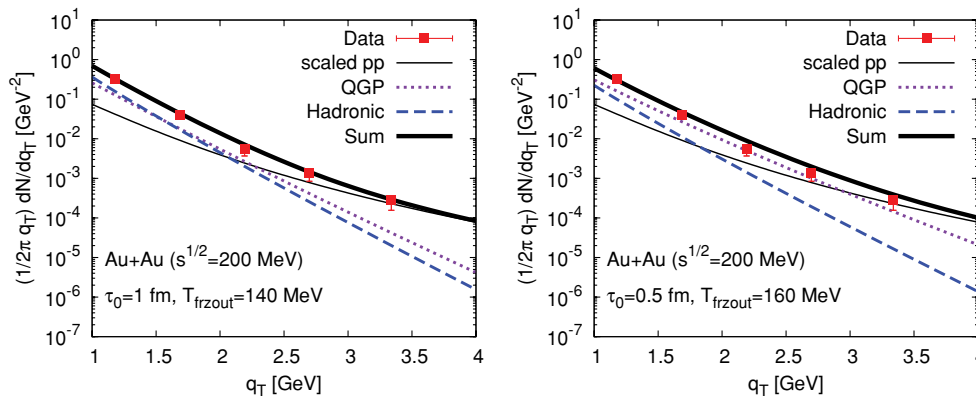 10^1
10^0
10^-1
10^-2
10^-3
10^-4
10^-5
10^-6
10^-7
(1/2π q_T) dN/dq_T [GeV^-2]
Data
scaled pp
QGP
Hadronic
Sum
Au+Au (s^1/2=200 MeV)
τ_0=1 fm, T_frzout=140 MeV
1 1.5 2 2.5 3 3.5 4
q_T [GeV]
10^1
10^0
10^-1
10^-2
10^-3
10^-4
10^-5
10^-6
10^-7
(1/2π q_T) dN/dq_T [GeV^-2]
Data
scaled pp
QGP
Hadronic
Sum
Au+Au (s^1/2=200 MeV)
τ_0=0.5 fm, T_frzout=160 MeV
1 1.5 2 2.5 3 3.5 4
q_T [GeV]